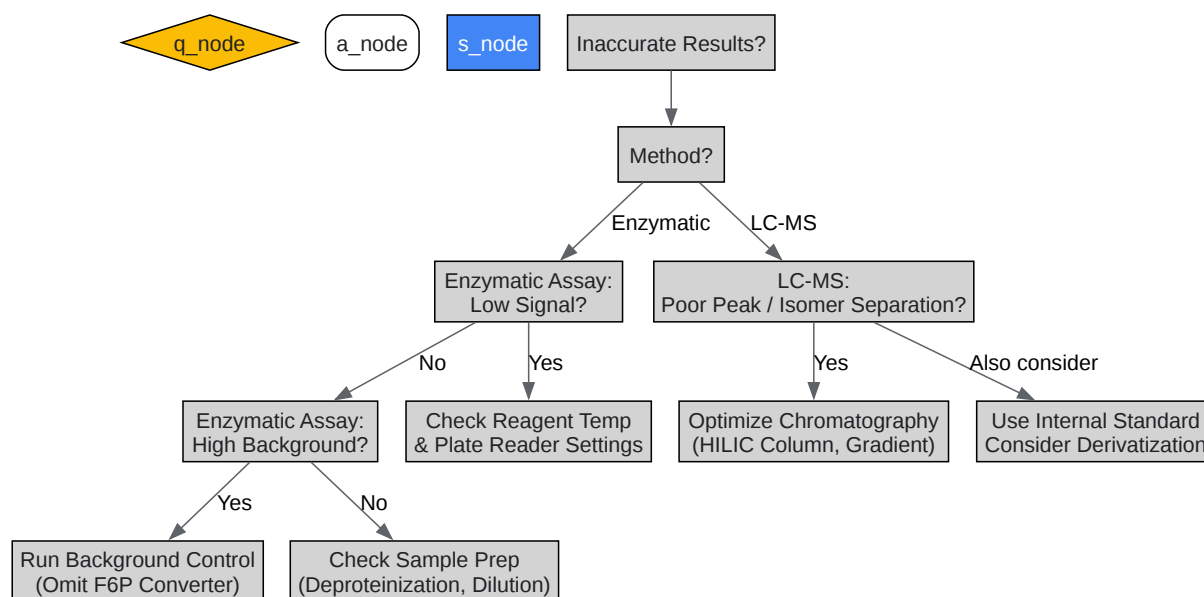 q_node
a_node
s_node
Inaccurate Results?
Method?
Enzymatic
LC-MS
Enzymatic Assay:
Low Signal?
LC-MS:
Poor Peak / Isomer Separation?
No
Yes
Yes
Also consider
Enzymatic Assay:
High Background?
Check Reagent Temp
& Plate Reader Settings
Optimize Chromatography
(HILIC Column, Gradient)
Use Internal Standard
Consider Derivatization
Yes
No
Run Background Control
(Omit F6P Converter)
Check Sample Prep
(Deproteinization, Dilution)